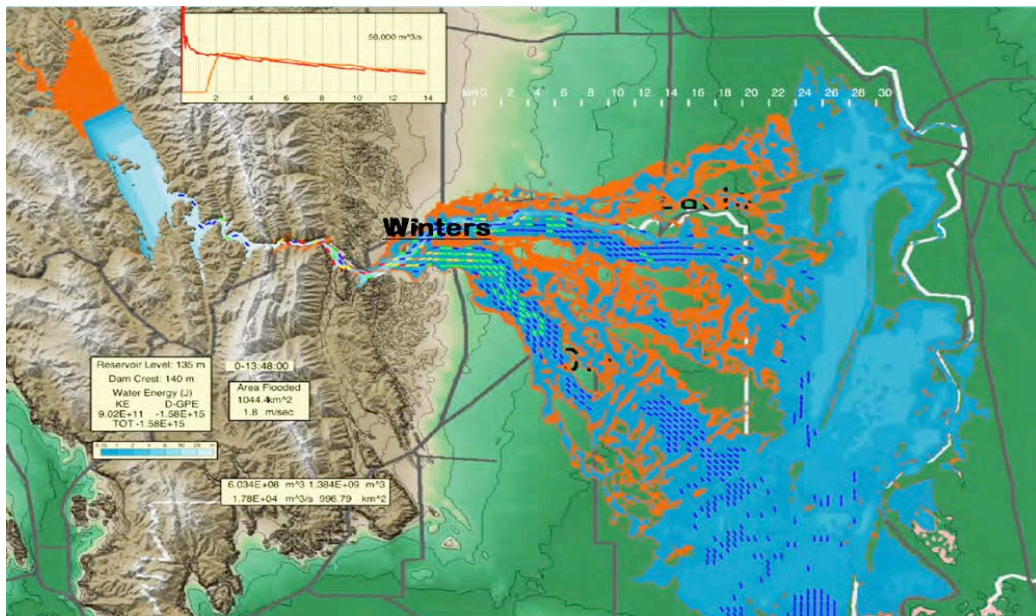 50,000 m^3/s
2 4 6 8 10 12 14
km 0 2 4 6 8 10 12 14 16 18 20 22 24 26 28 30
Winters
Reservoir Level: 135 m
Dam Crest: 140 m
Water Energy (J)
KE D-GPE
9.02E+11 -1.58E+15
TOT -1.58E+15
0-13:48:00
Area Flooded
1044.4km^2
1.8 m/sec
6.034E+08 m^3 1.384E+09 m^3
1.78E+04 m^3/s 996.79 km^2